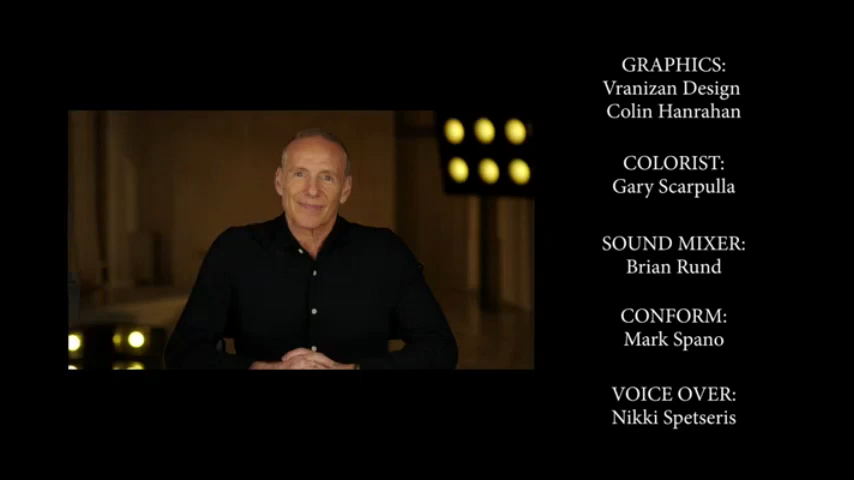 GRAPHICS:
Vranizan Design
Colin Hanrahan
COLORIST:
Gary Scarpulla
SOUND MIXER:
Brian Rund
CONFORM:
Mark Spano
VOICE OVER:
Nikki Spetseris